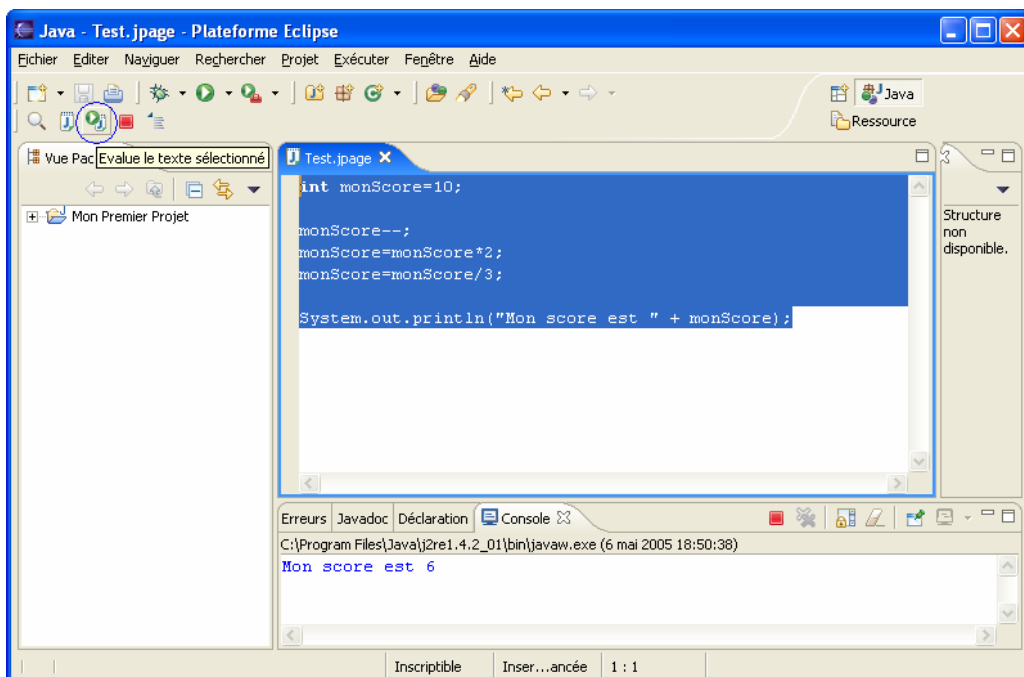 Java - Test.jpage - Plateforme Eclipse
Fichier Editer Naviguer Rechercher Projet Exécuter Fenêtre Aide
Java
Ressource
Vue Pac
Evalue le texte sélectionné
Test.jpage
Mon Premier Projet
int monScore=10;
monScore--;
monScore=monScore*2;
monScore=monScore/3;
System.out.println("Mon score est " + monScore);
Structure
non
disponible.
Erreurs Javadoc Déclaration Console
C:\Program Files\Java\j2re1.4.2_01\bin\javaw.exe (6 mai 2005 18:50:38)
Mon score est 6
Inscriptible Inser...ancée 1 : 1